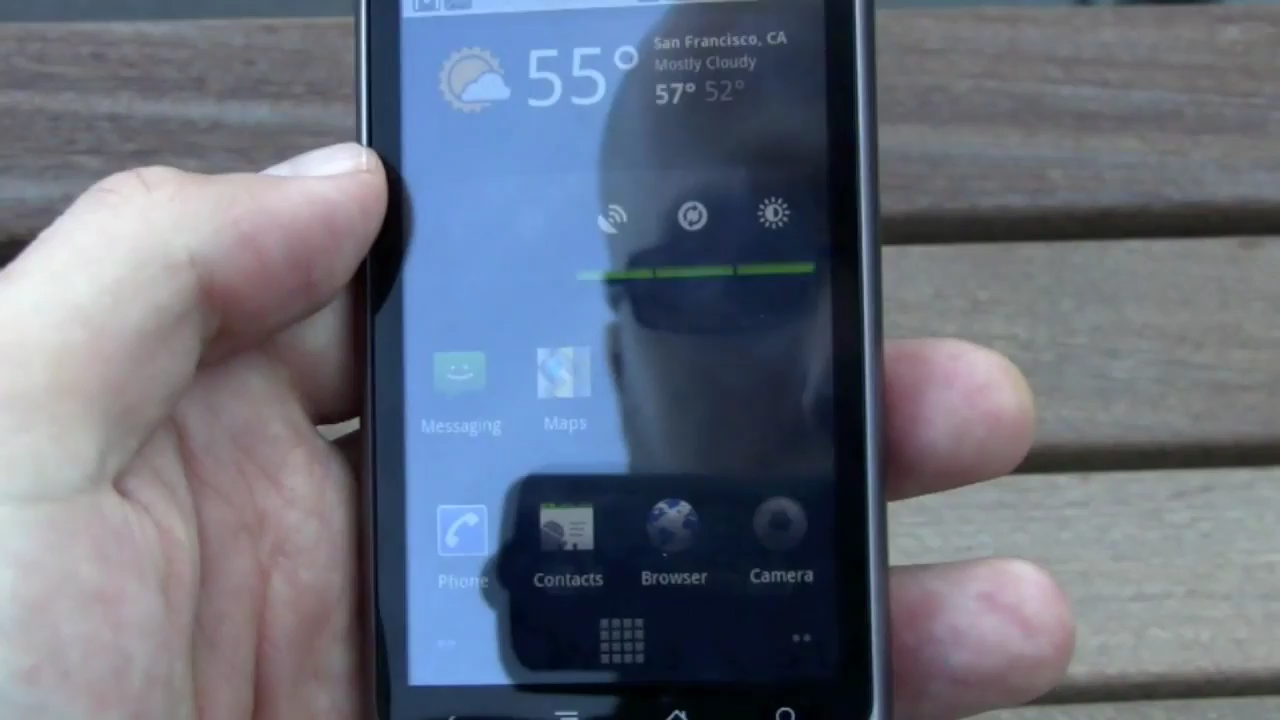 55°
San Francisco, CA
Mostly Cloudy
57° 52°
Messaging Maps
Phone Contacts Browser Camera